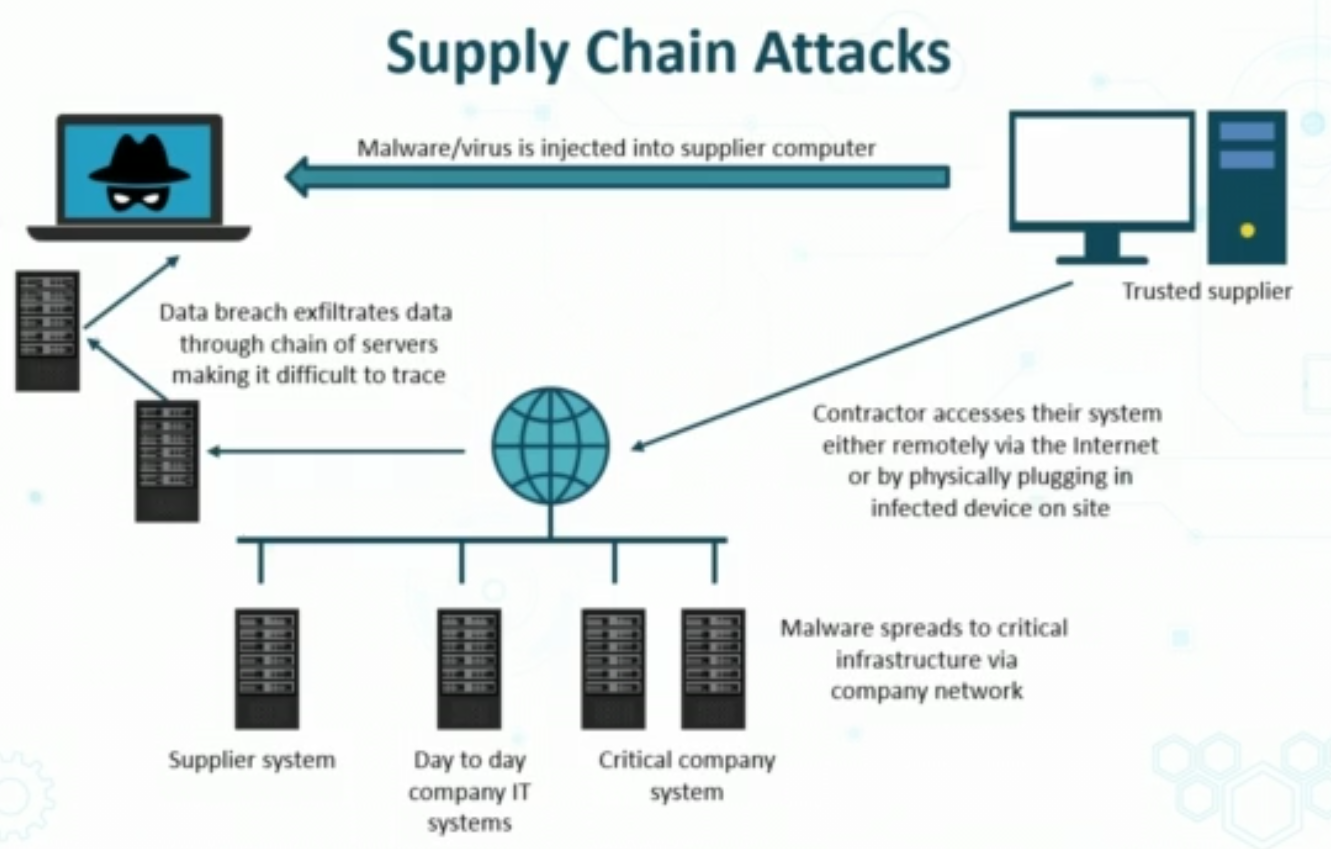 Supply Chain Attacks
Malware/virus is injected into supplier computer
Trusted supplier
Data breach exfiltrates data
through chain of servers
making it difficult to trace
Contractor accesses their system
either remotely via the Internet
or by physically plugging in
infected device on site
Malware spreads to critical
infrastructure via
company network
Supplier system
Day to day
company IT
systems
Critical company
system